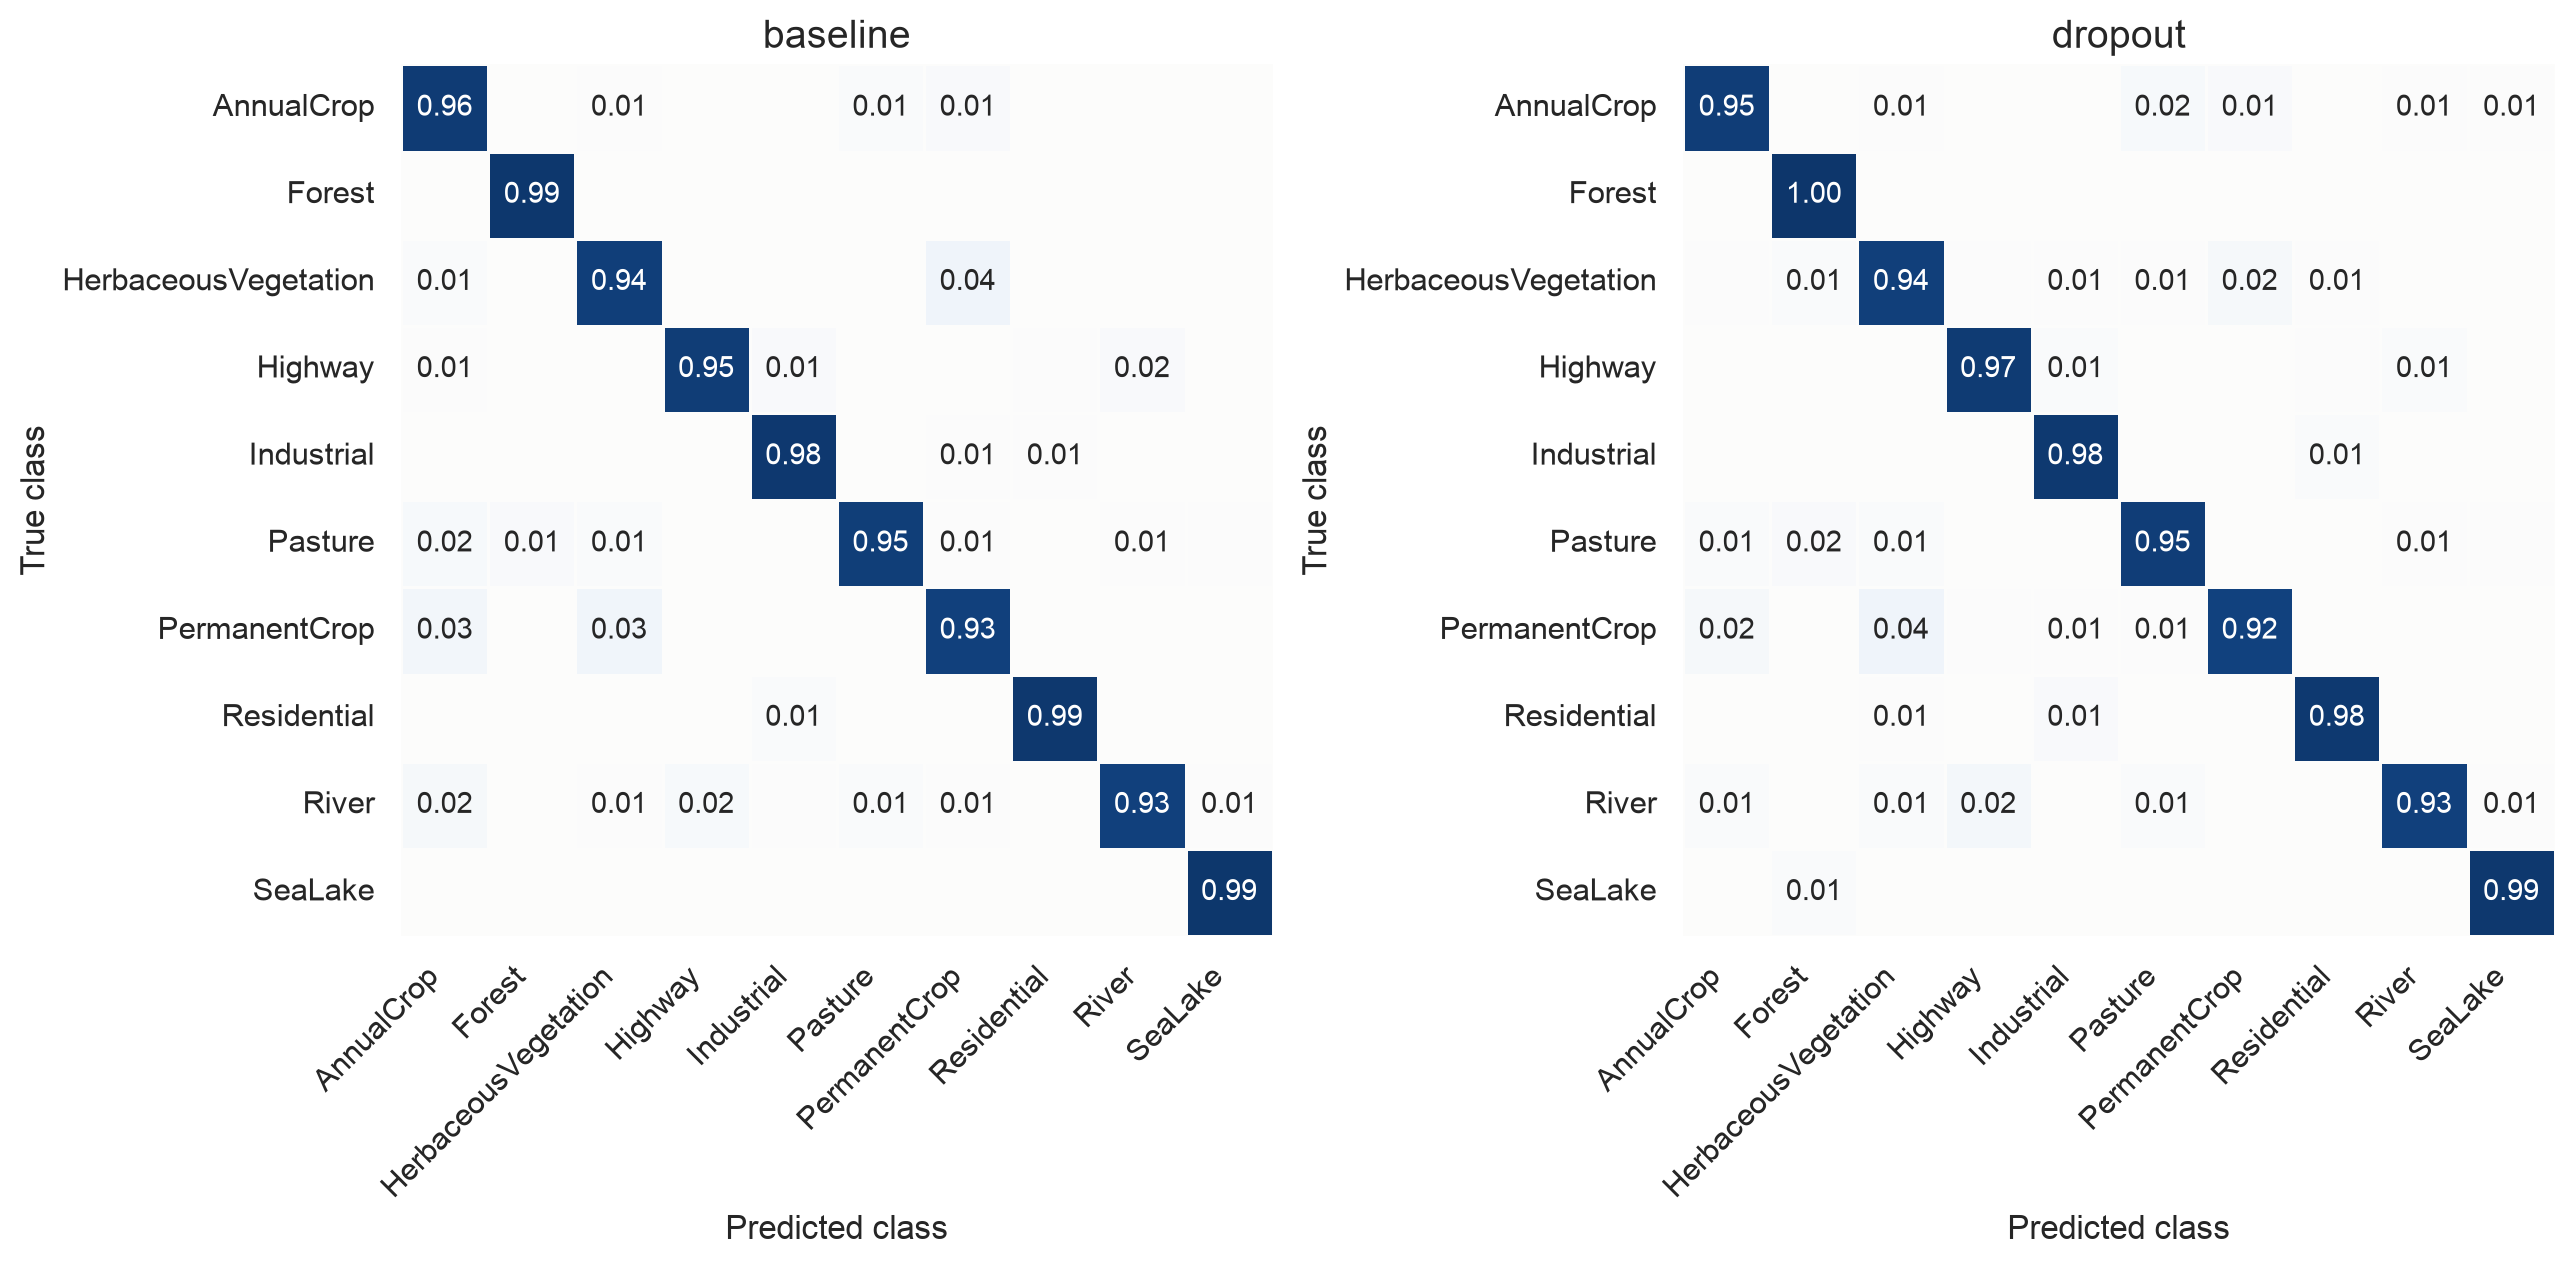 baseline
AnnualCrop 0.96 0.01 0.01 0.01
Forest 0.99
HerbaceousVegetation 0.01 0.94 0.04
Highway 0.01 0.95 0.01 0.02
Industrial 0.98 0.01 0.01
Pasture 0.02 0.01 0.01 0.95 0.01 0.01
PermanentCrop 0.03 0.03 0.93
Residential 0.01 0.99
River 0.02 0.01 0.02 0.01 0.01 0.93 0.01
SeaLake 0.99
True class
AnnualCrop
Forest
HerbaceousVegetation
Highway
Industrial
Pasture
PermanentCrop
Residential
River
SeaLake
Predicted class
dropout
AnnualCrop 0.95 0.01 0.02 0.01 0.01 0.01
Forest 1.00
HerbaceousVegetation 0.01 0.94 0.01 0.01 0.02 0.01
Highway 0.97 0.01 0.01
Industrial 0.98 0.01
Pasture 0.01 0.02 0.01 0.95 0.01
PermanentCrop 0.02 0.04 0.01 0.01 0.92
Residential 0.01 0.01 0.98
River 0.01 0.01 0.02 0.01 0.93 0.01
SeaLake 0.01 0.99
True class
AnnualCrop
Forest
HerbaceousVegetation
Highway
Industrial
Pasture
PermanentCrop
Residential
River
SeaLake
Predicted class